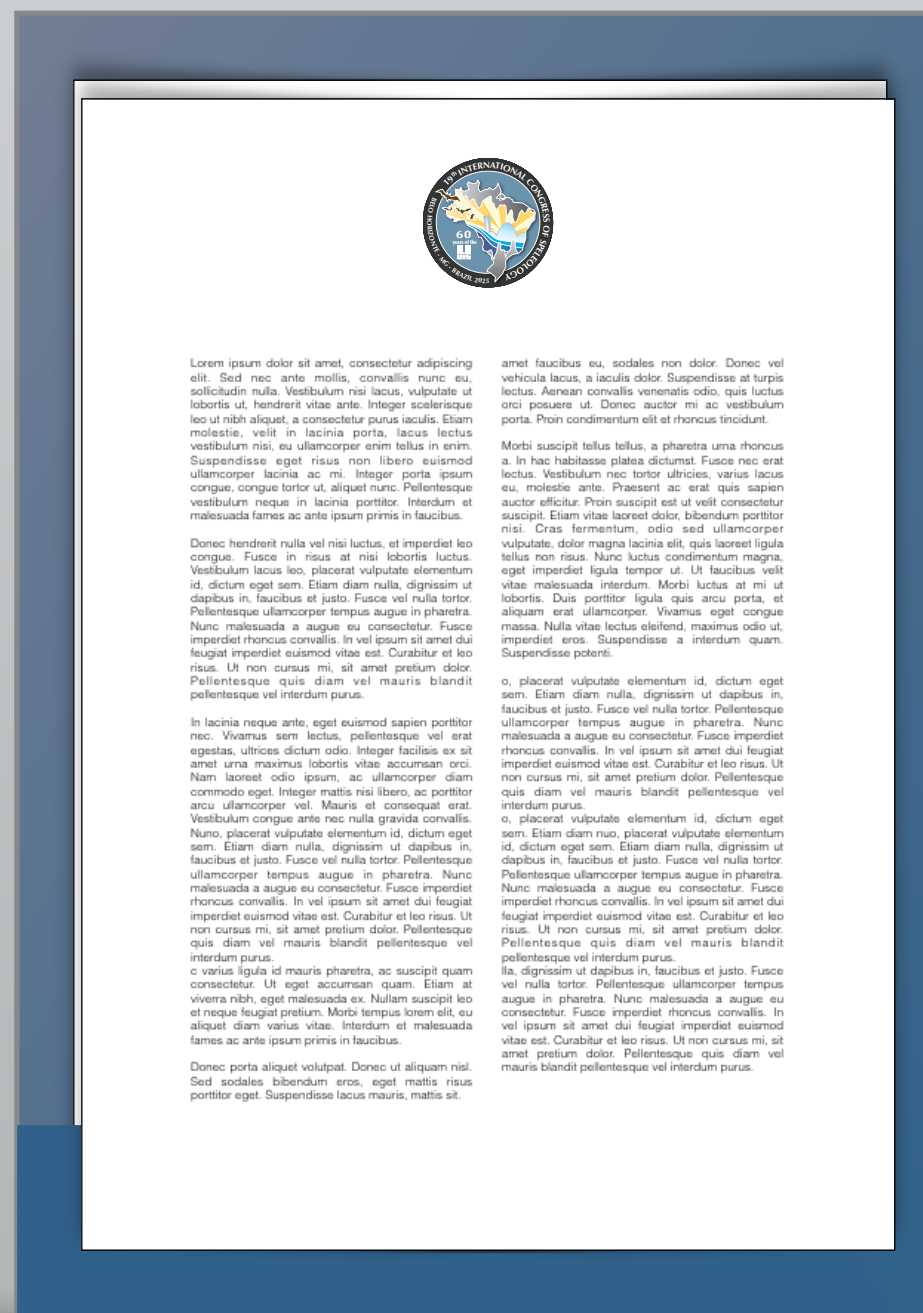 19th INTERNATIONAL CONGRESS OF SPELEOLOGY
BELO HORIZONTE - MG - BRAZIL 2025
60
years of the
UIS
Lorem ipsum dolor sit amet, consectetur adipiscing
elit. Sed nec ante mollis, convallis nunc eu,
sollicitudin nulla. Vestibulum nisi lacus, vulputate ut
lobortis ut, hendrerit vitae ante. Integer scelerisque
leo ut nibh aliquet, a consectetur purus iaculis. Etiam
molestie, velit in lacinia porta, lacus lectus
vestibulum nisi, eu ullamcorper enim tellus in enim.
Suspendisse eget risus non libero euismod
ullamcorper lacinia ac mi. Integer porta ipsum
congue, congue tortor ut, aliquet nunc. Pellentesque
vestibulum neque in lacinia porttitor. Interdum et
malesuada fames ac ante ipsum primis in faucibus.
Donec hendrerit nulla vel nisi luctus, et imperdiet leo
congue. Fusce in risus at nisi lobortis luctus.
Vestibulum lacus leo, placerat vulputate elementum
id, dictum eget sem. Etiam diam nulla, dignissim ut
dapibus in, faucibus et justo. Fusce vel nulla tortor.
Pellentesque ullamcorper tempus augue in pharetra.
Nunc malesuada a augue eu consectetur. Fusce
imperdiet rhoncus convallis. In vel ipsum sit amet dui
feugiat imperdiet euismod vitae est. Curabitur et leo
risus. Ut non cursus mi, sit amet pretium dolor.
Pellentesque quis diam vel mauris blandit
pellentesque vel interdum purus.
In lacinia neque ante, eget euismod sapien porttitor
nec. Vivamus sem lectus, pellentesque vel erat
egestas, ultrices dictum odio. Integer facilisis ex sit
amet urna maximus lobortis vitae accumsan orci.
Nam laoreet odio ipsum, ac ullamcorper diam
commodo eget. Integer mattis nisi libero, ac porttitor
arcu ullamcorper vel. Mauris et consequat erat.
Vestibulum congue ante nec nulla gravida convallis.
Nuno, placerat vulputate elementum id, dictum eget
sem. Etiam diam nulla, dignissim ut dapibus in,
faucibus et justo. Fusce vel nulla tortor. Pellentesque
ullamcorper tempus augue in pharetra. Nunc
malesuada a augue eu consectetur. Fusce imperdiet
rhoncus convallis. In vel ipsum sit amet dui feugiat
imperdiet euismod vitae est. Curabitur et leo risus. Ut
non cursus mi, sit amet pretium dolor. Pellentesque
quis diam vel mauris blandit pellentesque vel
interdum purus.
c varius ligula id mauris pharetra, ac suscipit quam
consectetur. Ut eget accumsan quam. Etiam at
viverra nibh, eget malesuada ex. Nullam suscipit leo
et neque feugiat pretium. Morbi tempus lorem elit, eu
aliquet diam varius vitae. Interdum et malesuada
fames ac ante ipsum primis in faucibus.
Donec porta aliquet volutpat. Donec ut aliquam nisl.
Sed sodales bibendum eros, eget mattis risus
porttitor eget. Suspendisse lacus mauris, mattis sit.
amet faucibus eu, sodales non dolor. Donec vel
vehicula lacus, a iaculis dolor. Suspendisse at turpis
lectus. Aenean convallis venenatis odio, quis luctus
orci posuere ut. Donec auctor mi ac vestibulum
porta. Proin condimentum elit et rhoncus tincidunt.
Morbi suscipit tellus tellus, a pharetra urna rhoncus
a. In hac habitasse platea dictumst. Fusce nec erat
lectus. Vestibulum nec tortor ultricies, varius lacus
eu, molestie ante. Praesent ac erat quis sapien
auctor efficitur. Proin suscipit est ut velit consectetur
suscipit. Etiam vitae laoreet dolor, bibendum porttitor
nisi. Cras fermentum, odio sed ullamcorper
vulputate, dolor magna lacinia elit, quis laoreet ligula
tellus non risus. Nunc luctus condimentum magna,
eget imperdiet ligula tempor ut. Ut faucibus velit
vitae malesuada interdum. Morbi luctus at mi ut
lobortis. Duis porttitor ligula quis arcu porta, et
aliquam erat ullamcorper. Vivamus eget congue
massa. Nulla vitae lectus eleifend, maximus odio ut,
imperdiet eros. Suspendisse a interdum quam.
Suspendisse potenti.
o, placerat vulputate elementum id, dictum eget
sem. Etiam diam nulla, dignissim ut dapibus in,
faucibus et justo. Fusce vel nulla tortor. Pellentesque
ullamcorper tempus augue in pharetra. Nunc
malesuada a augue eu consectetur. Fusce imperdiet
rhoncus convallis. In vel ipsum sit amet dui feugiat
imperdiet euismod vitae est. Curabitur et leo risus. Ut
non cursus mi, sit amet pretium dolor. Pellentesque
quis diam vel mauris blandit pellentesque vel
interdum purus.
o, placerat vulputate elementum id, dictum eget
sem. Etiam diam nuo, placerat vulputate elementum
id, dictum eget sem. Etiam diam nulla, dignissim ut
dapibus in, faucibus et justo. Fusce vel nulla tortor.
Pellentesque ullamcorper tempus augue in pharetra.
Nunc malesuada a augue eu consectetur. Fusce
imperdiet rhoncus convallis. In vel ipsum sit amet dui
feugiat imperdiet euismod vitae est. Curabitur et leo
risus. Ut non cursus mi, sit amet pretium dolor.
Pellentesque quis diam vel mauris blandit
pellentesque vel interdum purus.
lla, dignissim ut dapibus in, faucibus et justo. Fusce
vel nulla tortor. Pellentesque ullamcorper tempus
augue in pharetra. Nunc malesuada a augue eu
consectetur. Fusce imperdiet rhoncus convallis. In
vel ipsum sit amet dui feugiat imperdiet euismod
vitae est. Curabitur et leo risus. Ut non cursus mi, sit
amet pretium dolor. Pellentesque quis diam vel
mauris blandit pellentesque vel interdum purus.